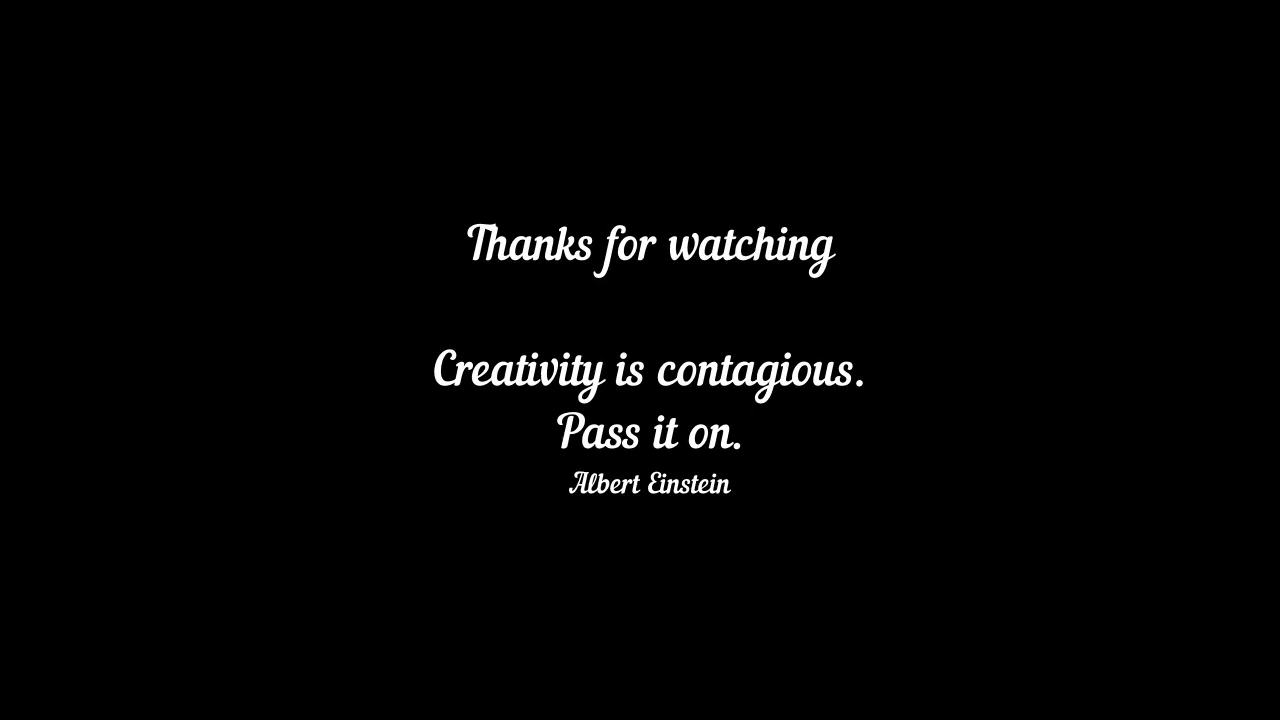 Thanks for watching
Creativity is contagious.
Pass it on.
Albert Einstein